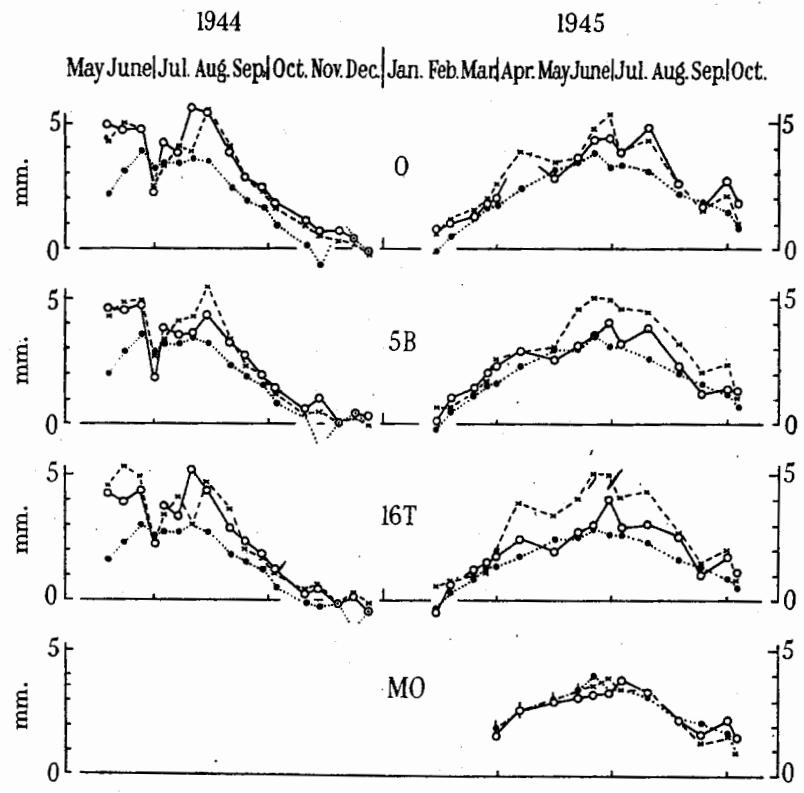 1944 1945
May June Jul. Aug. Sep. Oct. Nov. Dec. Jan. Feb. Mar. Apr. May June Jul. Aug. Sep. Oct.
5 5
mm. O
0 0
5 5
mm. 5B
0 0
5 5
mm. 16T
0 0
5 5
mm. MO
0 0